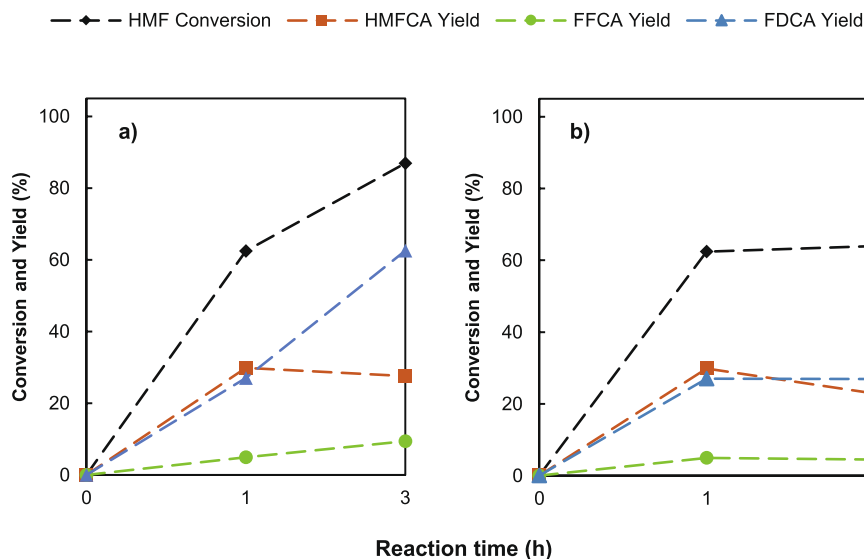 HMF Conversion HMFCA Yield FFCA Yield FDCA Yield
100
80
60
40
20
0
Conversion and Yield (%)
a)
0 1 3
100
80
60
40
20
0
Conversion and Yield (%)
b)
0 1
Reaction time (h)